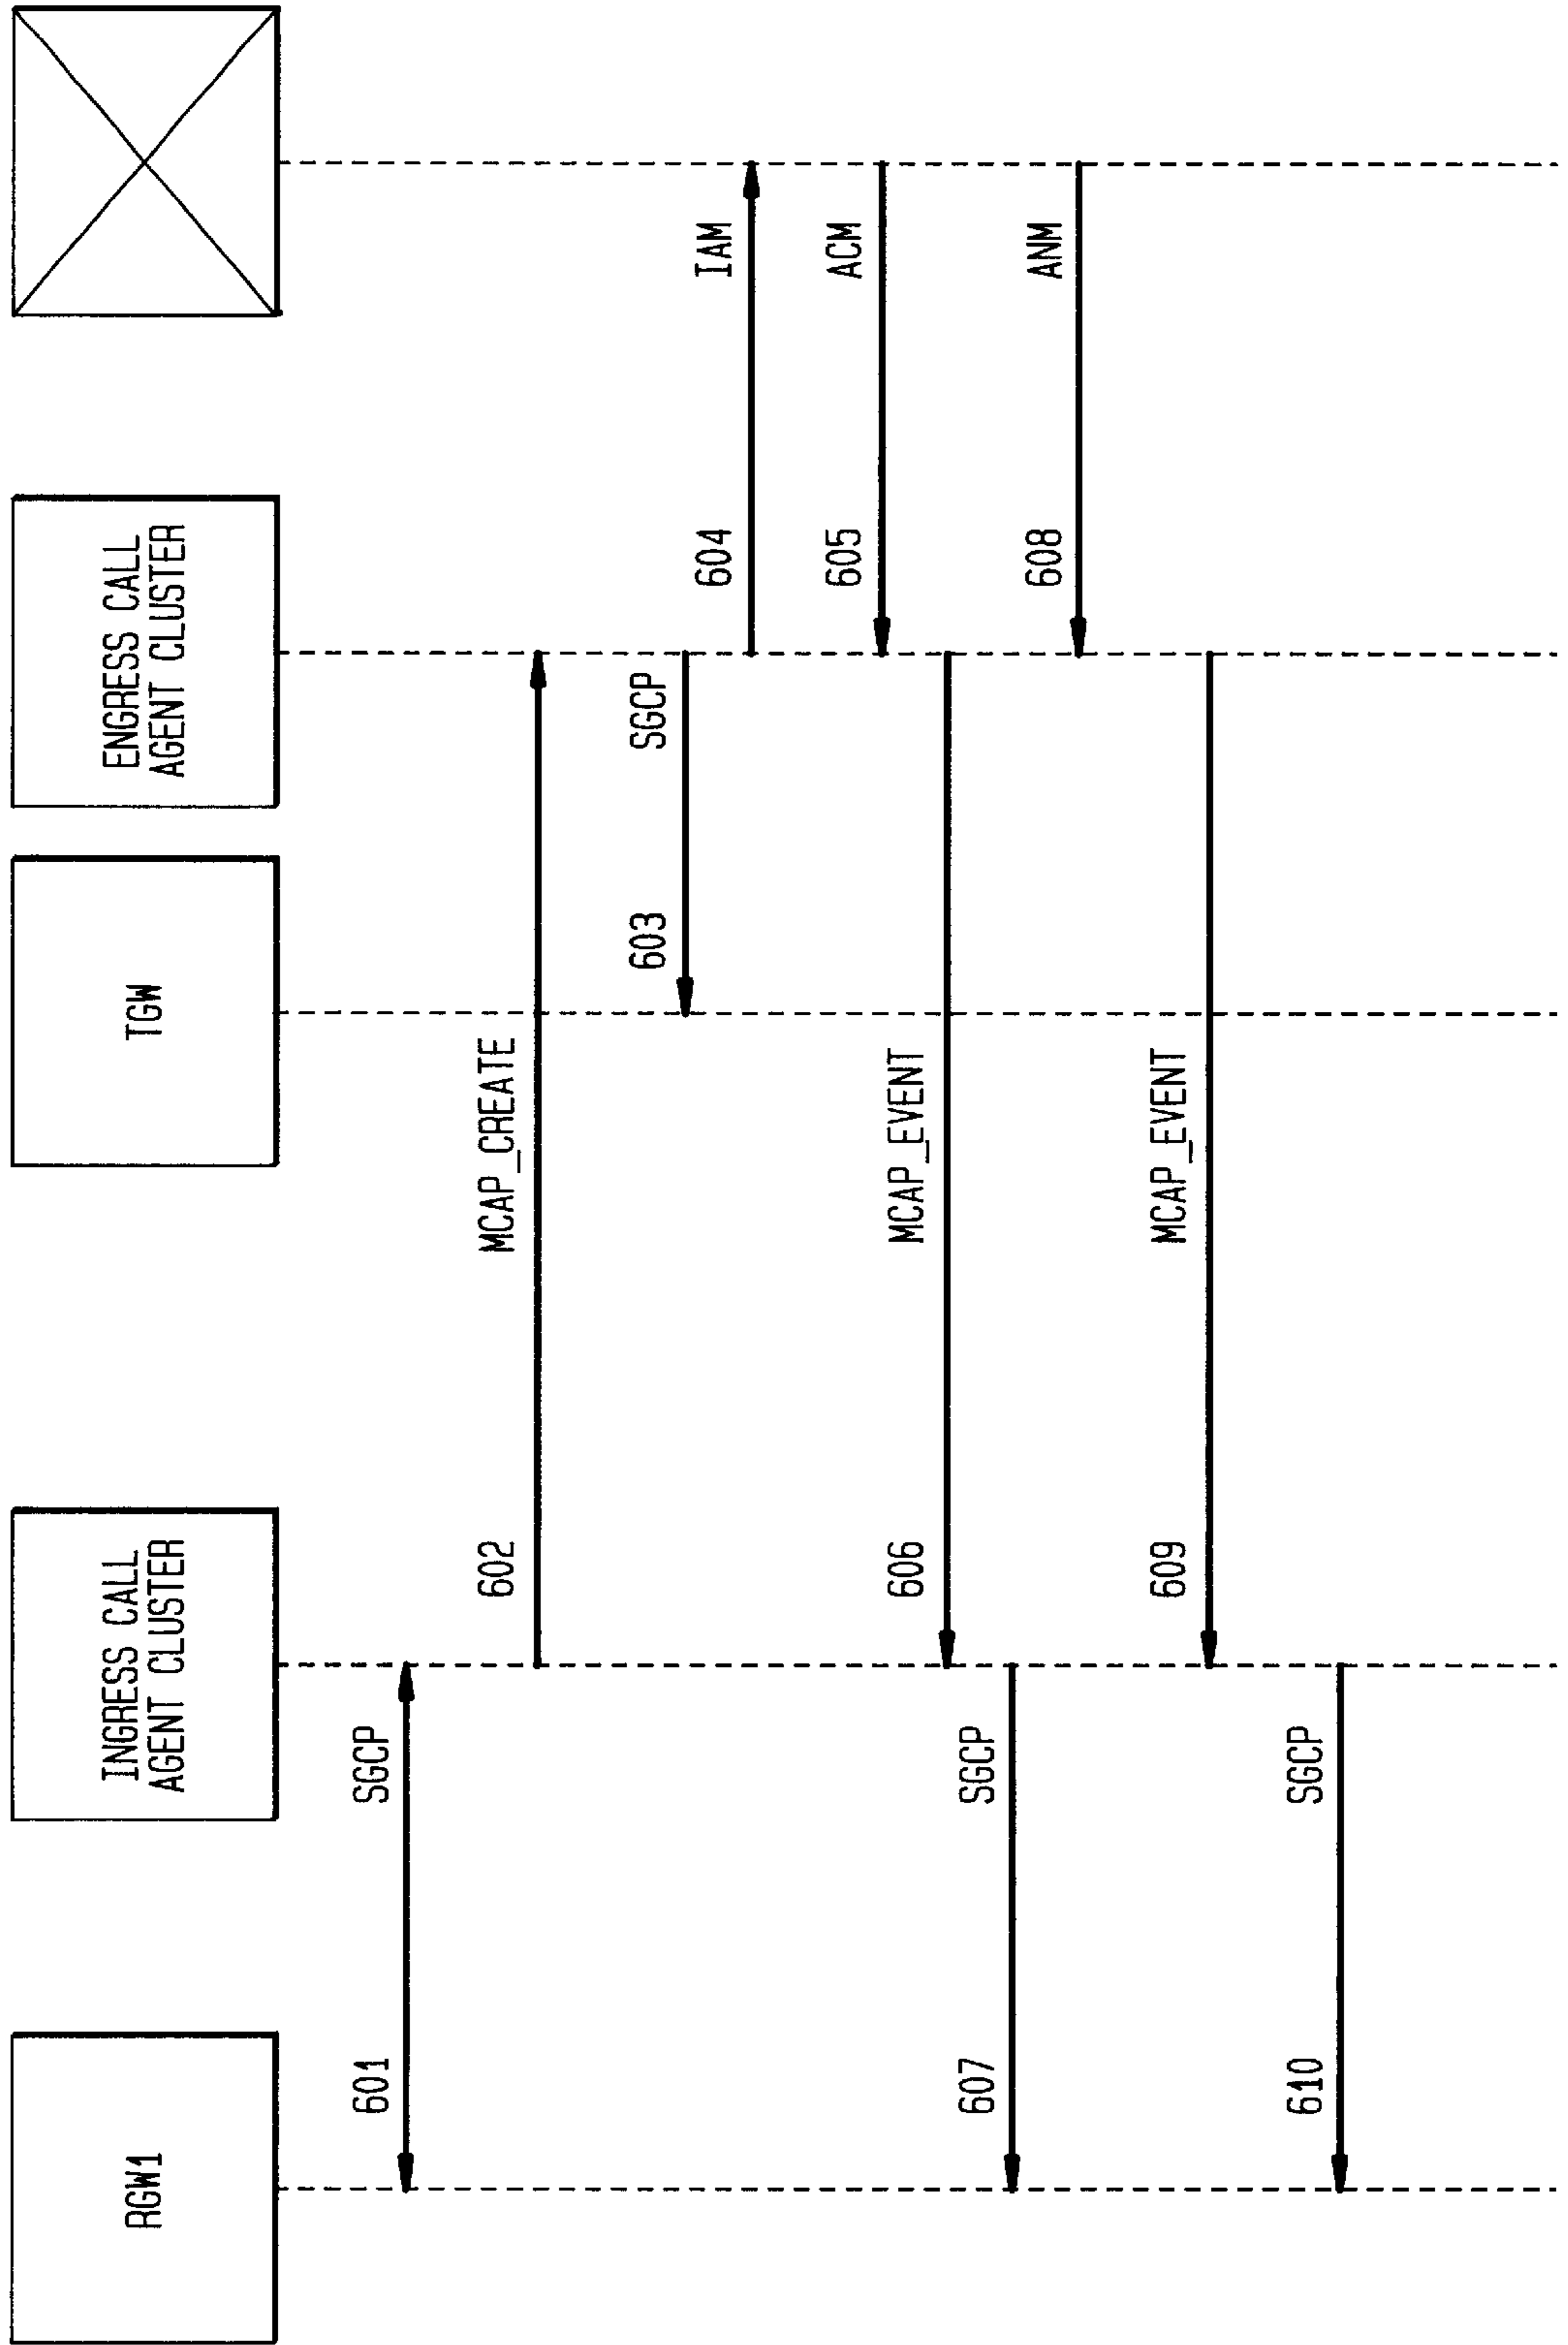 RGW1
INGRESS CALL
AGENT CLUSTER
TGW
ENGRESS CALL
AGENT CLUSTER
601
SGCP
602
MCAP_CREATE
603
SGCP
604
IAM
605
ACM
606
MCAP_EVENT
607
SGCP
608
ANM
609
MCAP_EVENT
610
SGCP